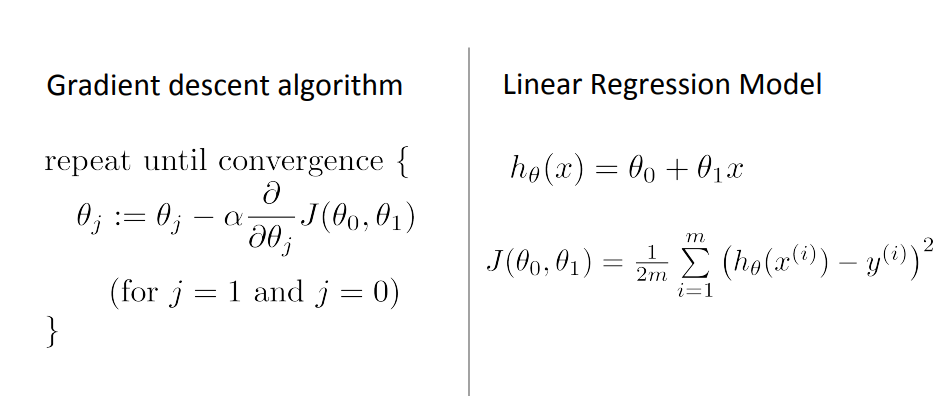 Gradient descent algorithm
repeat until convergence {
θ_j := θ_j − α ∂/∂θ_j J(θ_0, θ_1)
(for j = 1 and j = 0)
}
Linear Regression Model
h_θ(x) = θ_0 + θ_1x
J(θ_0, θ_1) = 1/2m ∑_{i=1}^{m} (h_θ(x^{(i)}) − y^{(i)})^2